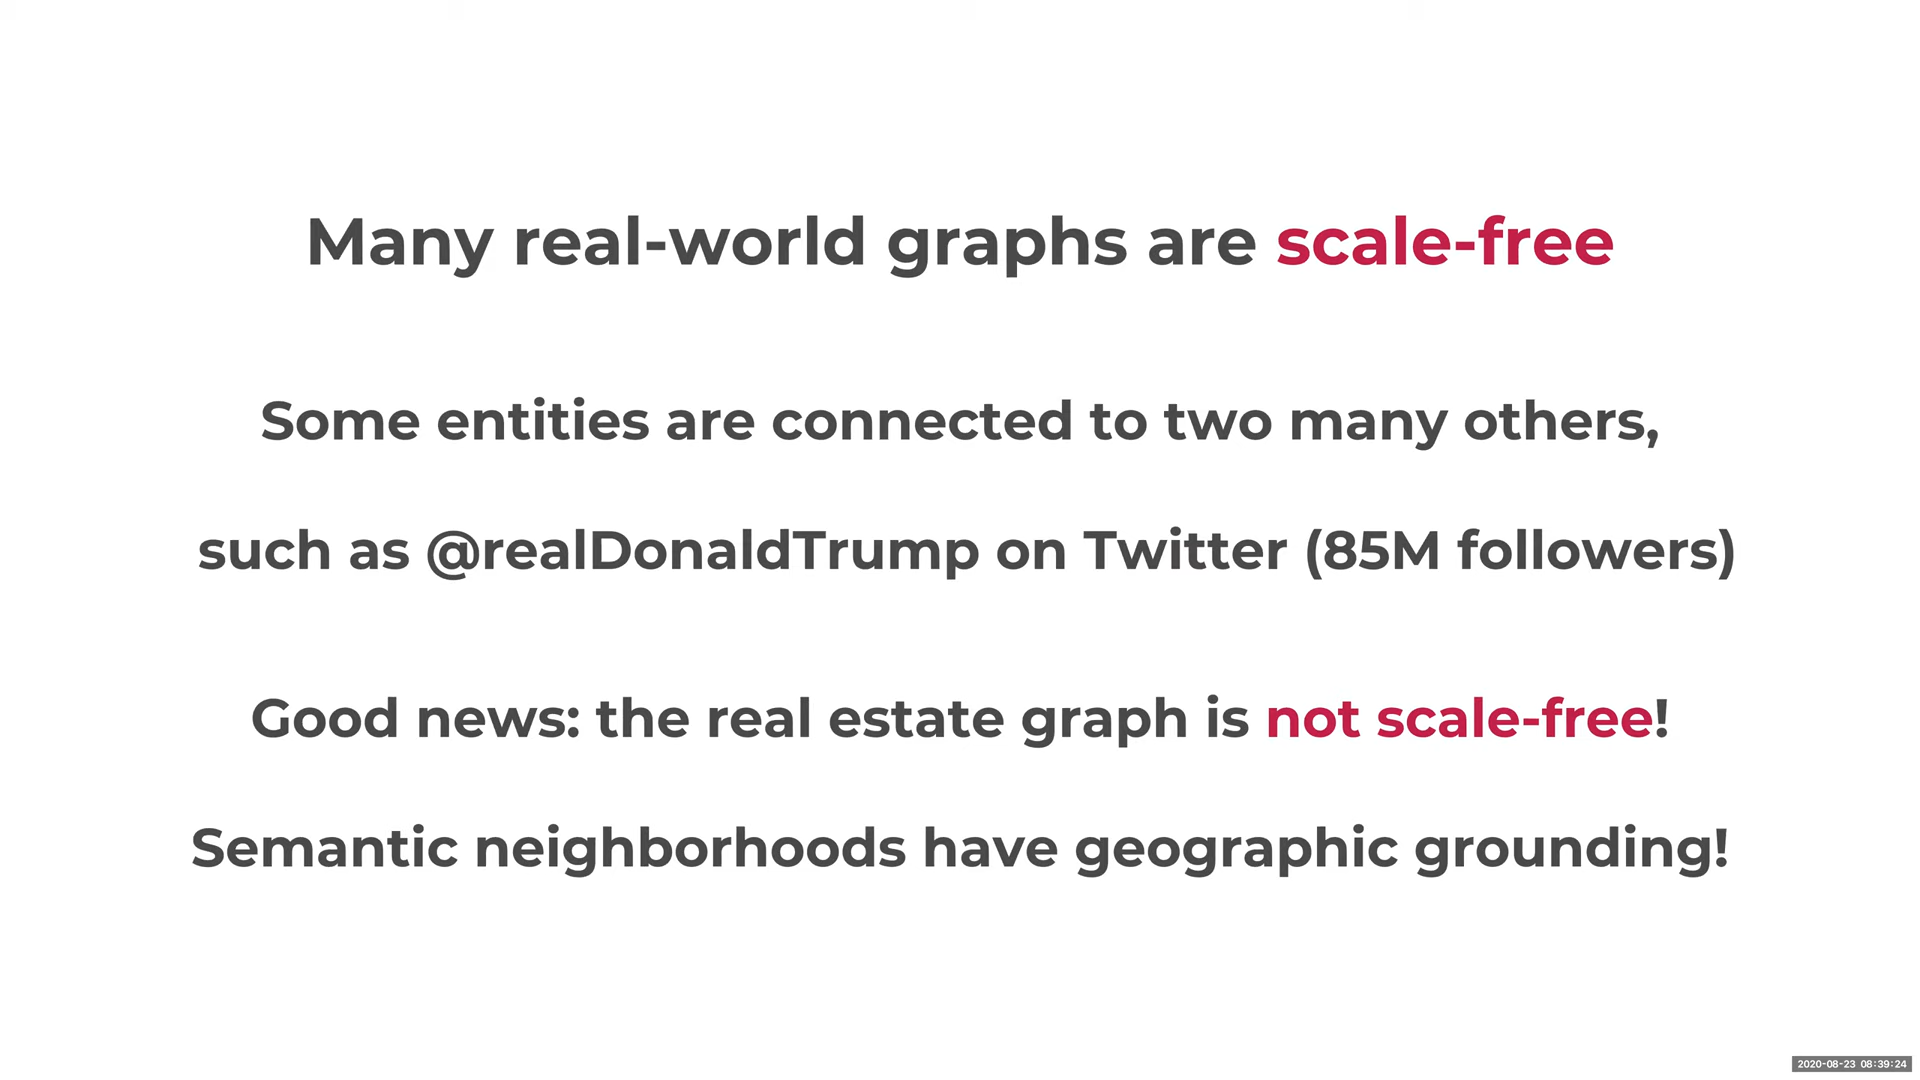 Many real-world graphs are scale-free
Some entities are connected to two many others,
such as @realDonaldTrump on Twitter (85M followers)
Good news: the real estate graph is not scale-free!
Semantic neighborhoods have geographic grounding!
2020-08-23 08:39:24